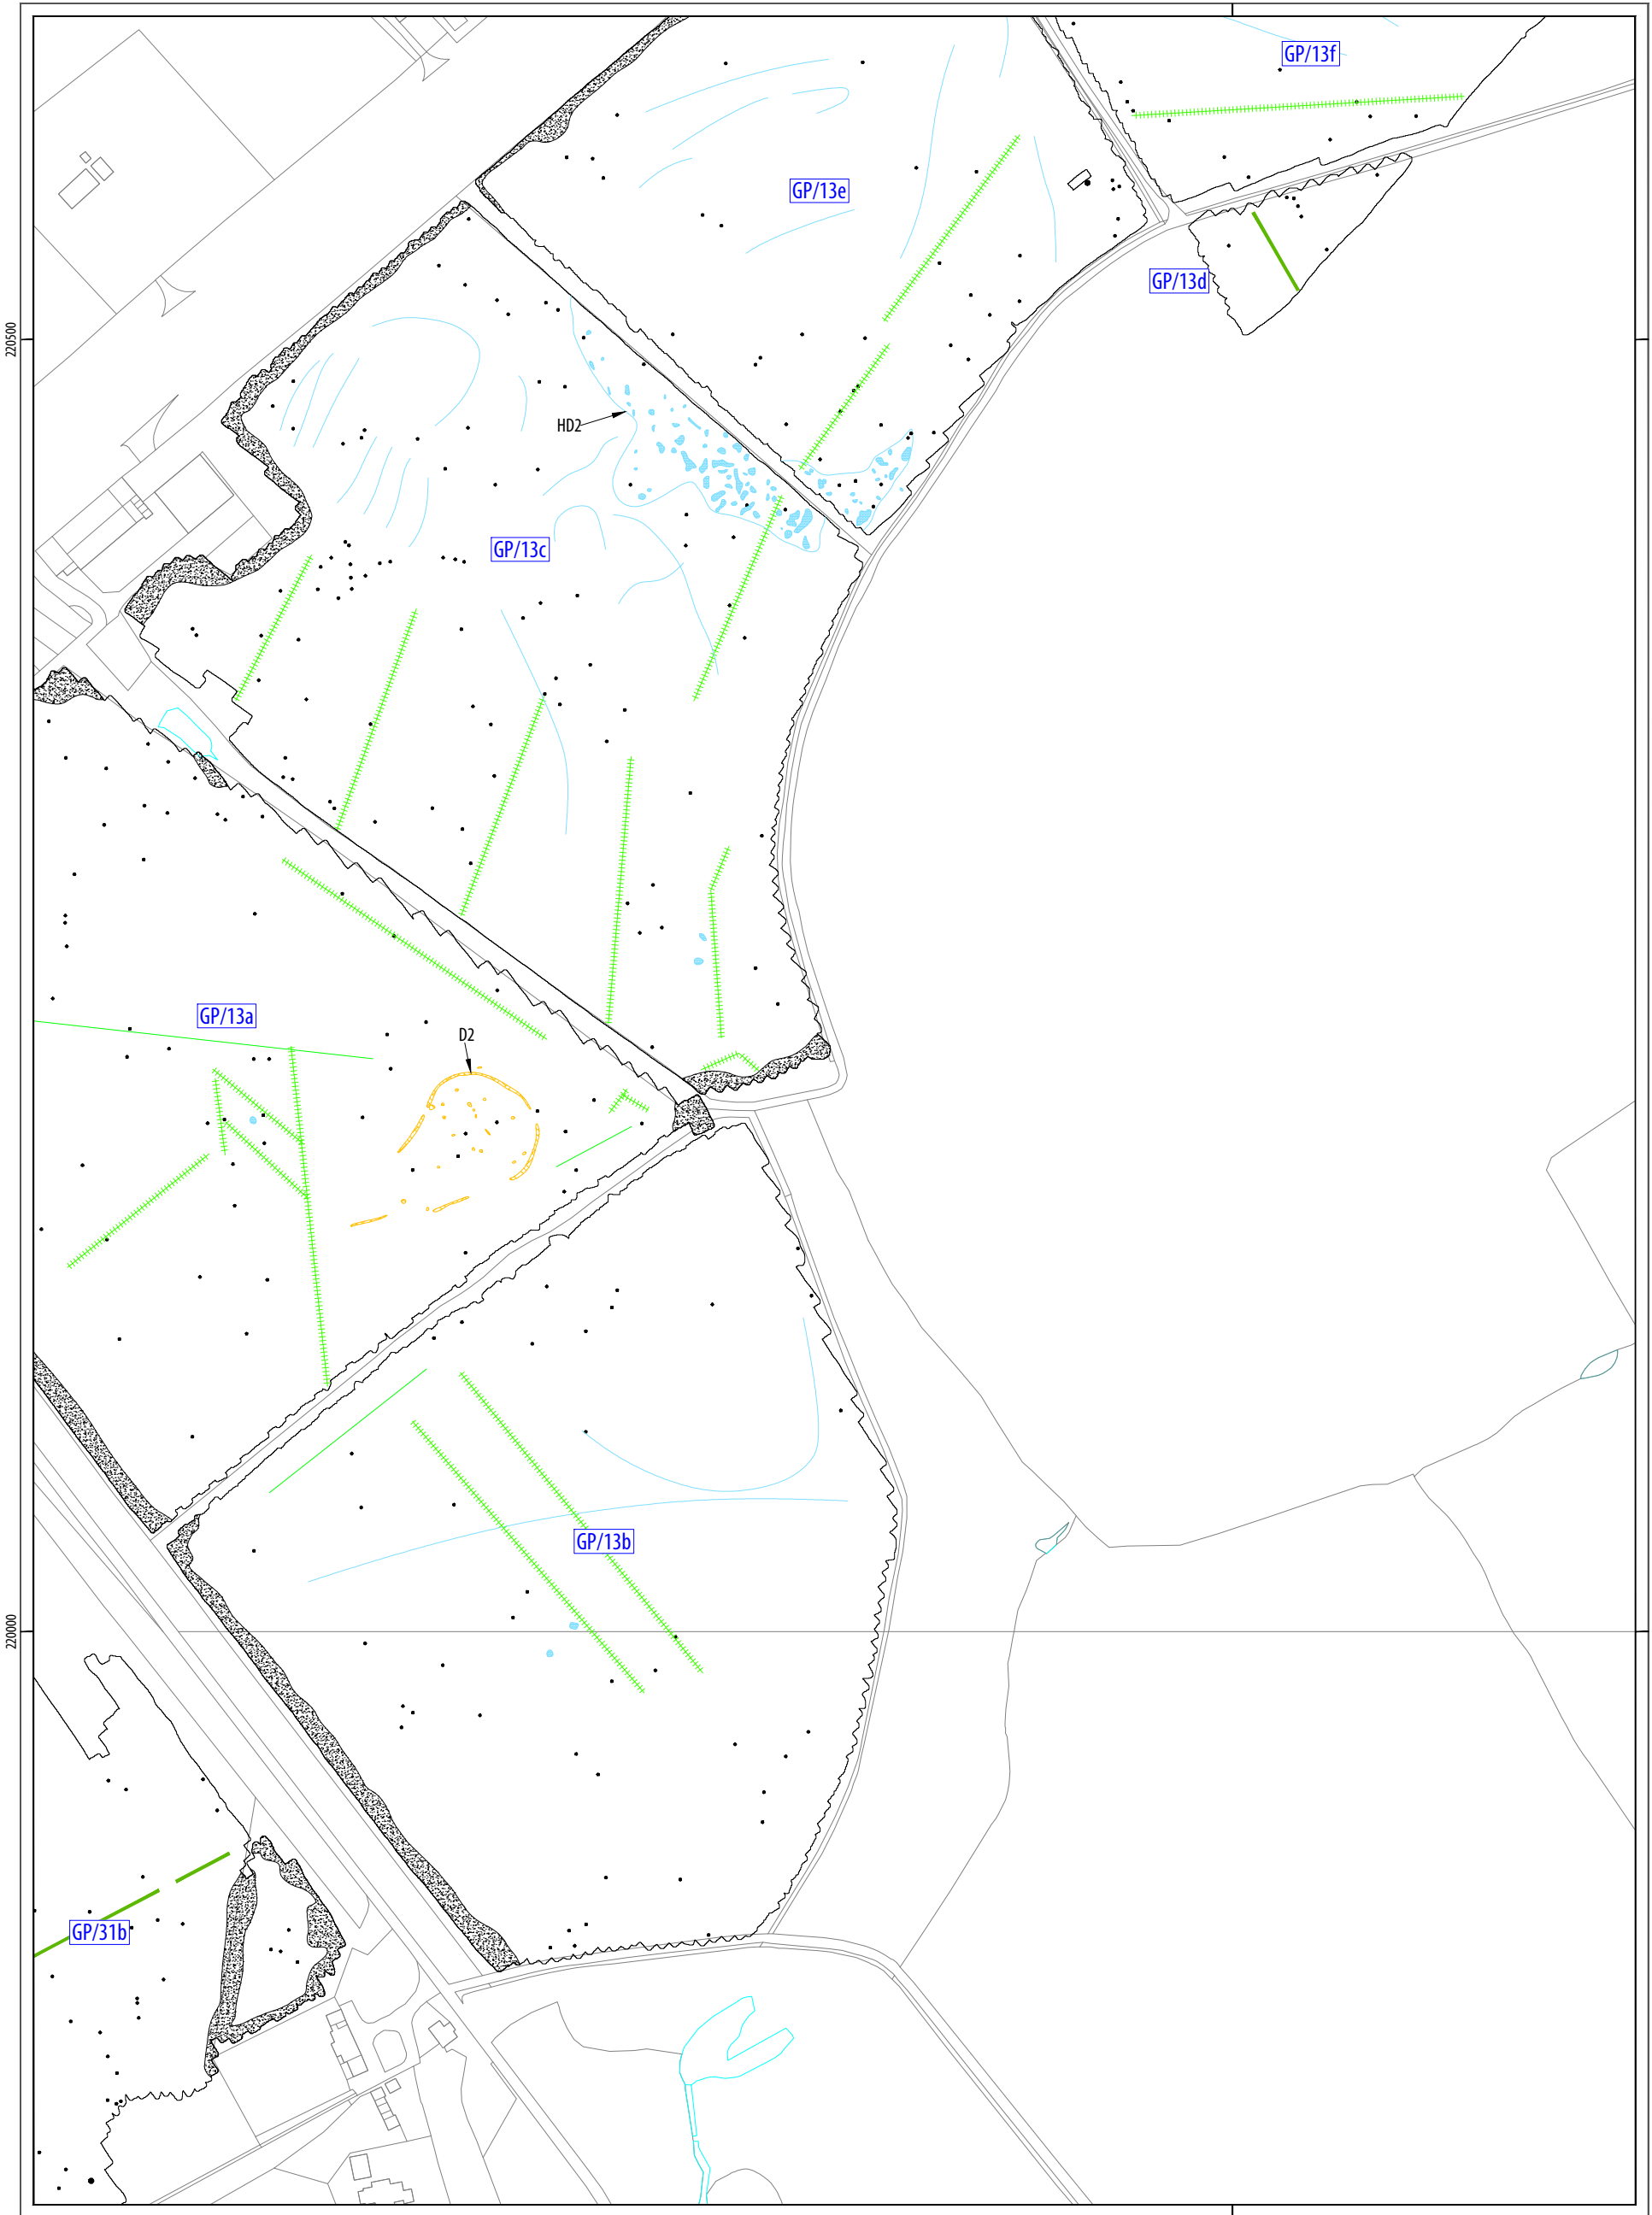 GP/13f
GP/13e
GP/13d
220500
HD2
GP/13c
GP/13a
D2
GP/13b
220000
GP/31b